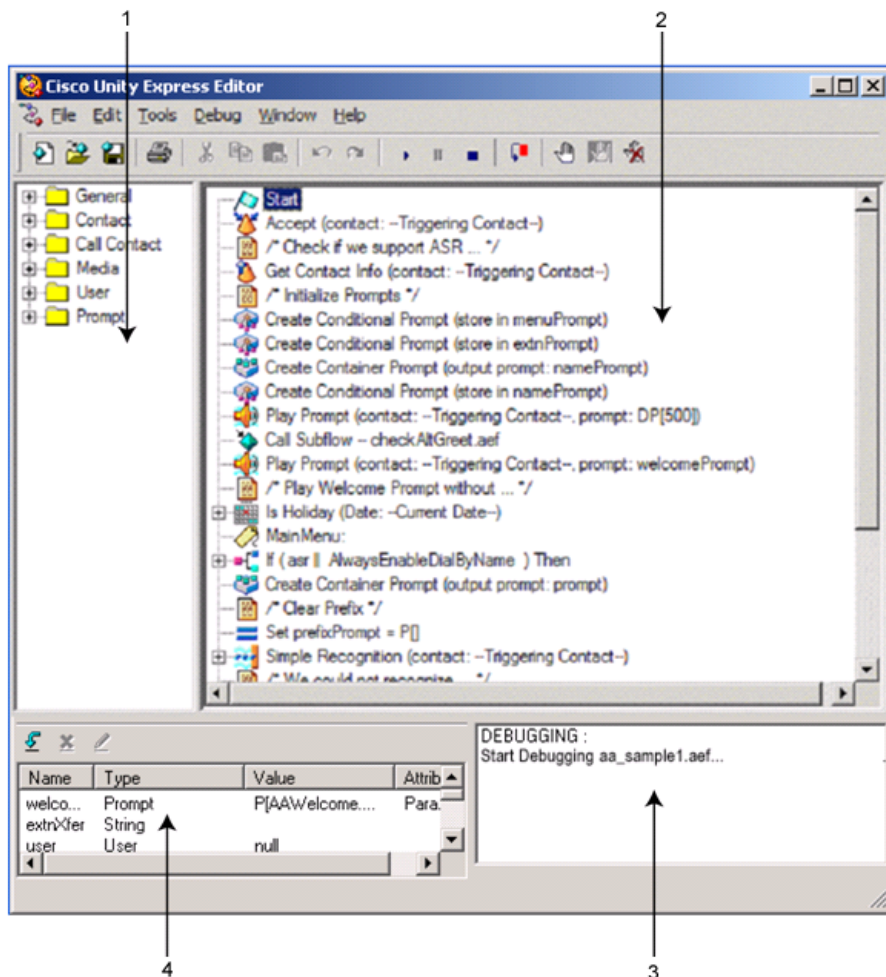 1
2
Cisco Unity Express Editor
File Edit Tools Debug Window Help
General
Contact
Call Contact
Media
User
Prompt
Start
Accept (contact: --Triggering Contact--)
/* Check if we support ASR ... */
Get Contact Info (contact: --Triggering Contact--)
/* Initialize Prompts */
Create Conditional Prompt (store in menuPrompt)
Create Conditional Prompt (store in extnPrompt)
Create Container Prompt (output prompt: namePrompt)
Create Conditional Prompt (store in namePrompt)
Play Prompt (contact: --Triggering Contact--, prompt: DP[500])
Call Subflow -- checkAltGreet.aef
Play Prompt (contact: --Triggering Contact--, prompt: welcomePrompt)
/* Play Welcome Prompt without ... */
Is Holiday (Date: --Current Date--)
MainMenu:
If ( asr || AlwaysEnableDialByName ) Then
Create Container Prompt (output prompt: prompt)
/* Clear Prefix */
Set prefixPrompt = P[]
Simple Recognition (contact: --Triggering Contact--)
/* We could not recognize ... */
Name Type Value Attrib
welco... Prompt P[AAWelcome.... Para.
extnXfer String
user User null
DEBUGGING :
Start Debugging aa_sample1.aef...
4
3